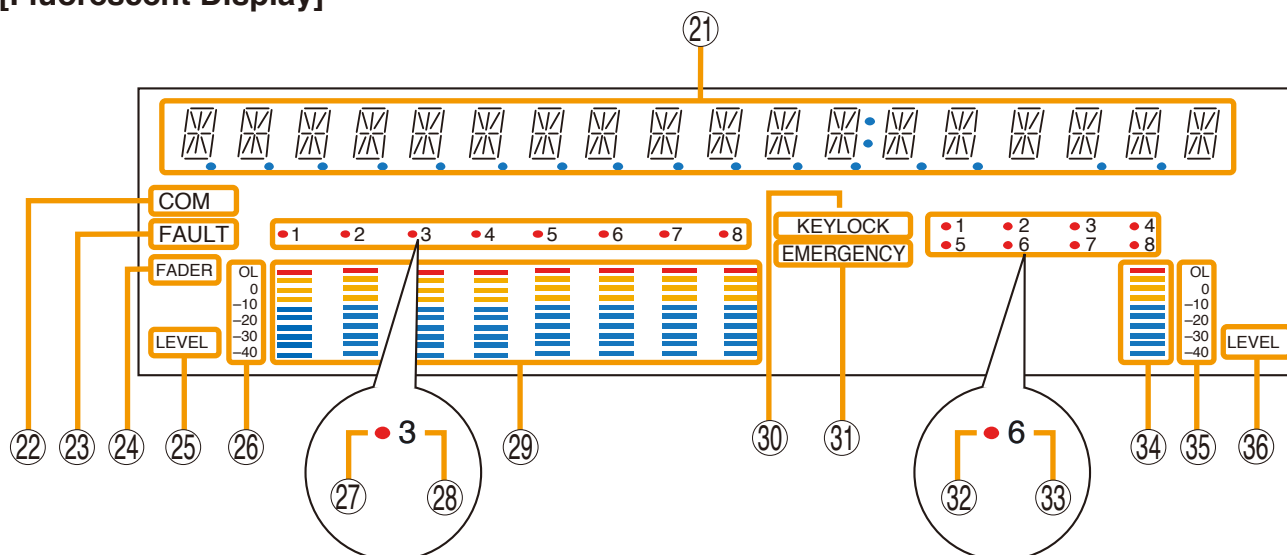 [Fluorescent Display]
㉑
COM
FAULT
1 2 3 4 5 6 7 8
KEYLOCK
EMERGENCY
1 2 3 4
5 6 7 8
FADER
LEVEL
OL
0
–10
–20
–30
–40
OL
0
–10
–20
–30
–40
LEVEL
3
6
㉒ ㉓ ㉔ ㉕ ㉖ ㉗ ㉘ ㉙ ㉚ ㉛ ㉜ ㉝ ㉞ ㉟ ㊱